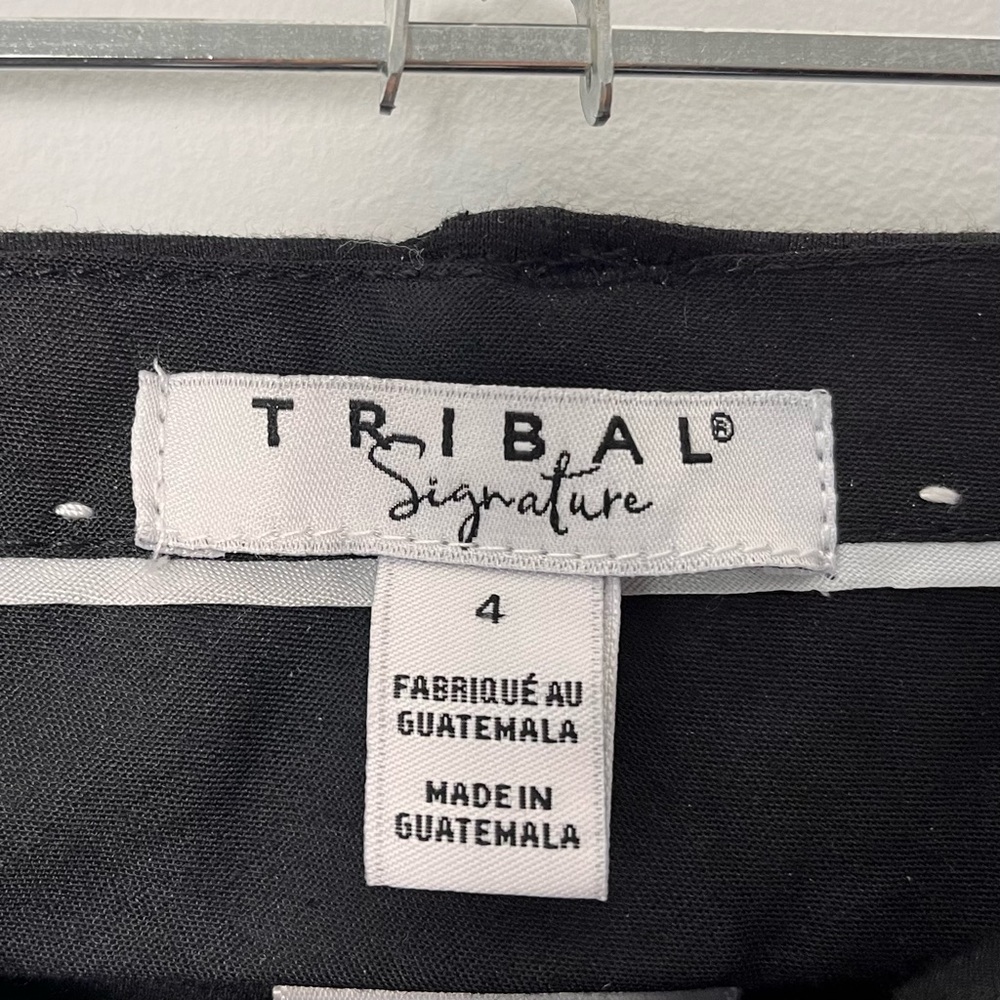 TRIBAL®
Signature
4
FABRIQUÉ AU
GUATEMALA
MADE IN
GUATEMALA